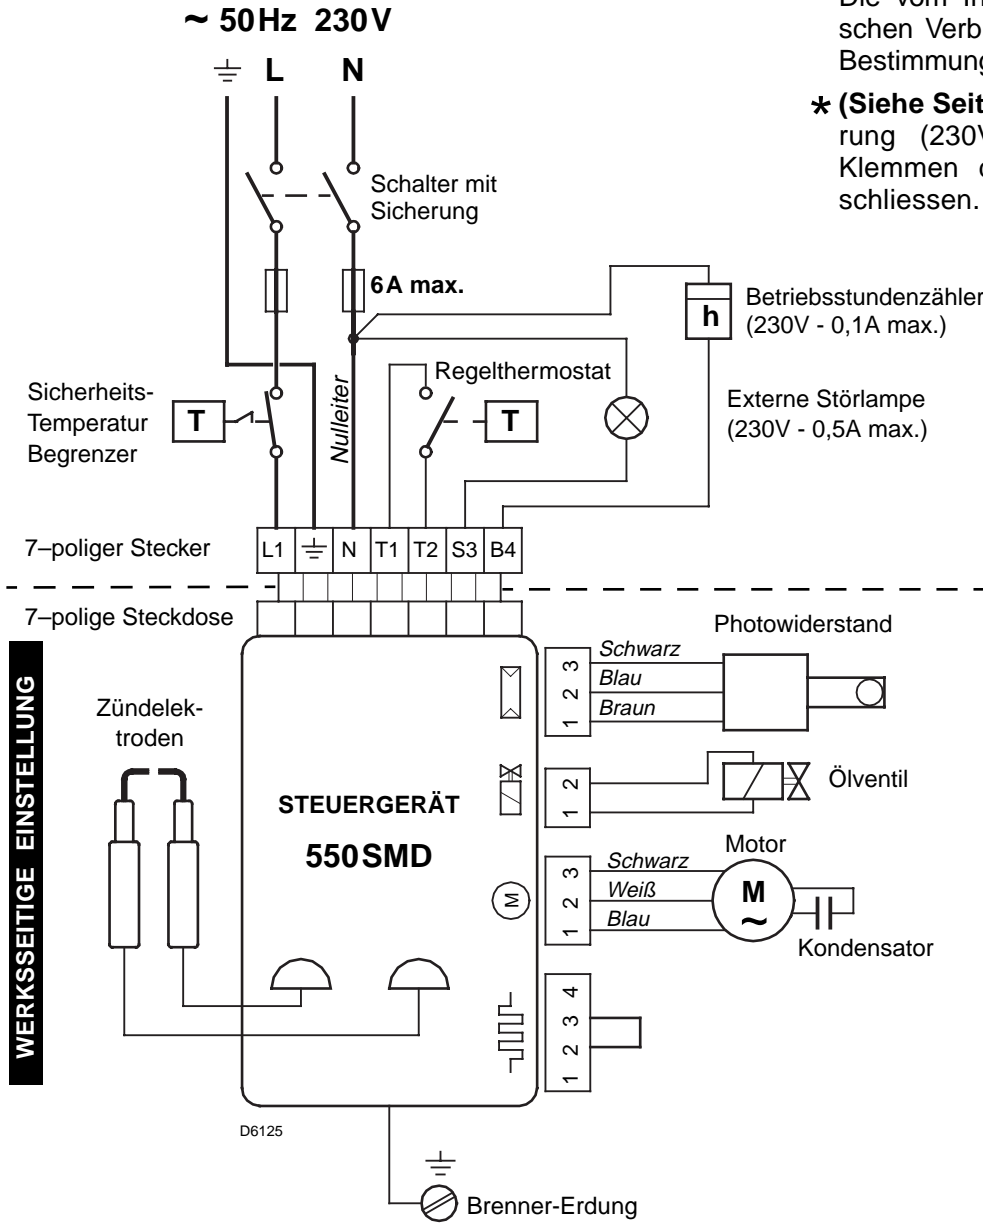 ~ 50Hz 230V
L N
Die vom In
schen Verb
Bestimmung
* (Siehe Seit
rung (230V
Klemmen
schliessen.
Schalter mit
Sicherung
6A max.
h
Betriebsstundenzähler
(230V - 0,1A max.)
Sicherheits-
Temperatur
Begrenzer
T
Nulleiter
Regelthermostat
T
Externe Störlampe
(230V - 0,5A max.)
7–poliger Stecker
L1 N T1 T2 S3 B4
7–polige Steckdose
WERKSSEITIGE EINSTELLUNG
Zündelek-
troden
STEUERGERÄT
550SMD
M
Photowiderstand
3 Schwarz
2 Blau
1 Braun
2
1
Ölventil
Motor
3 Schwarz
2 Weiß
1 Blau
M
~
Kondensator
4
3
2
1
D6125
Brenner-Erdung